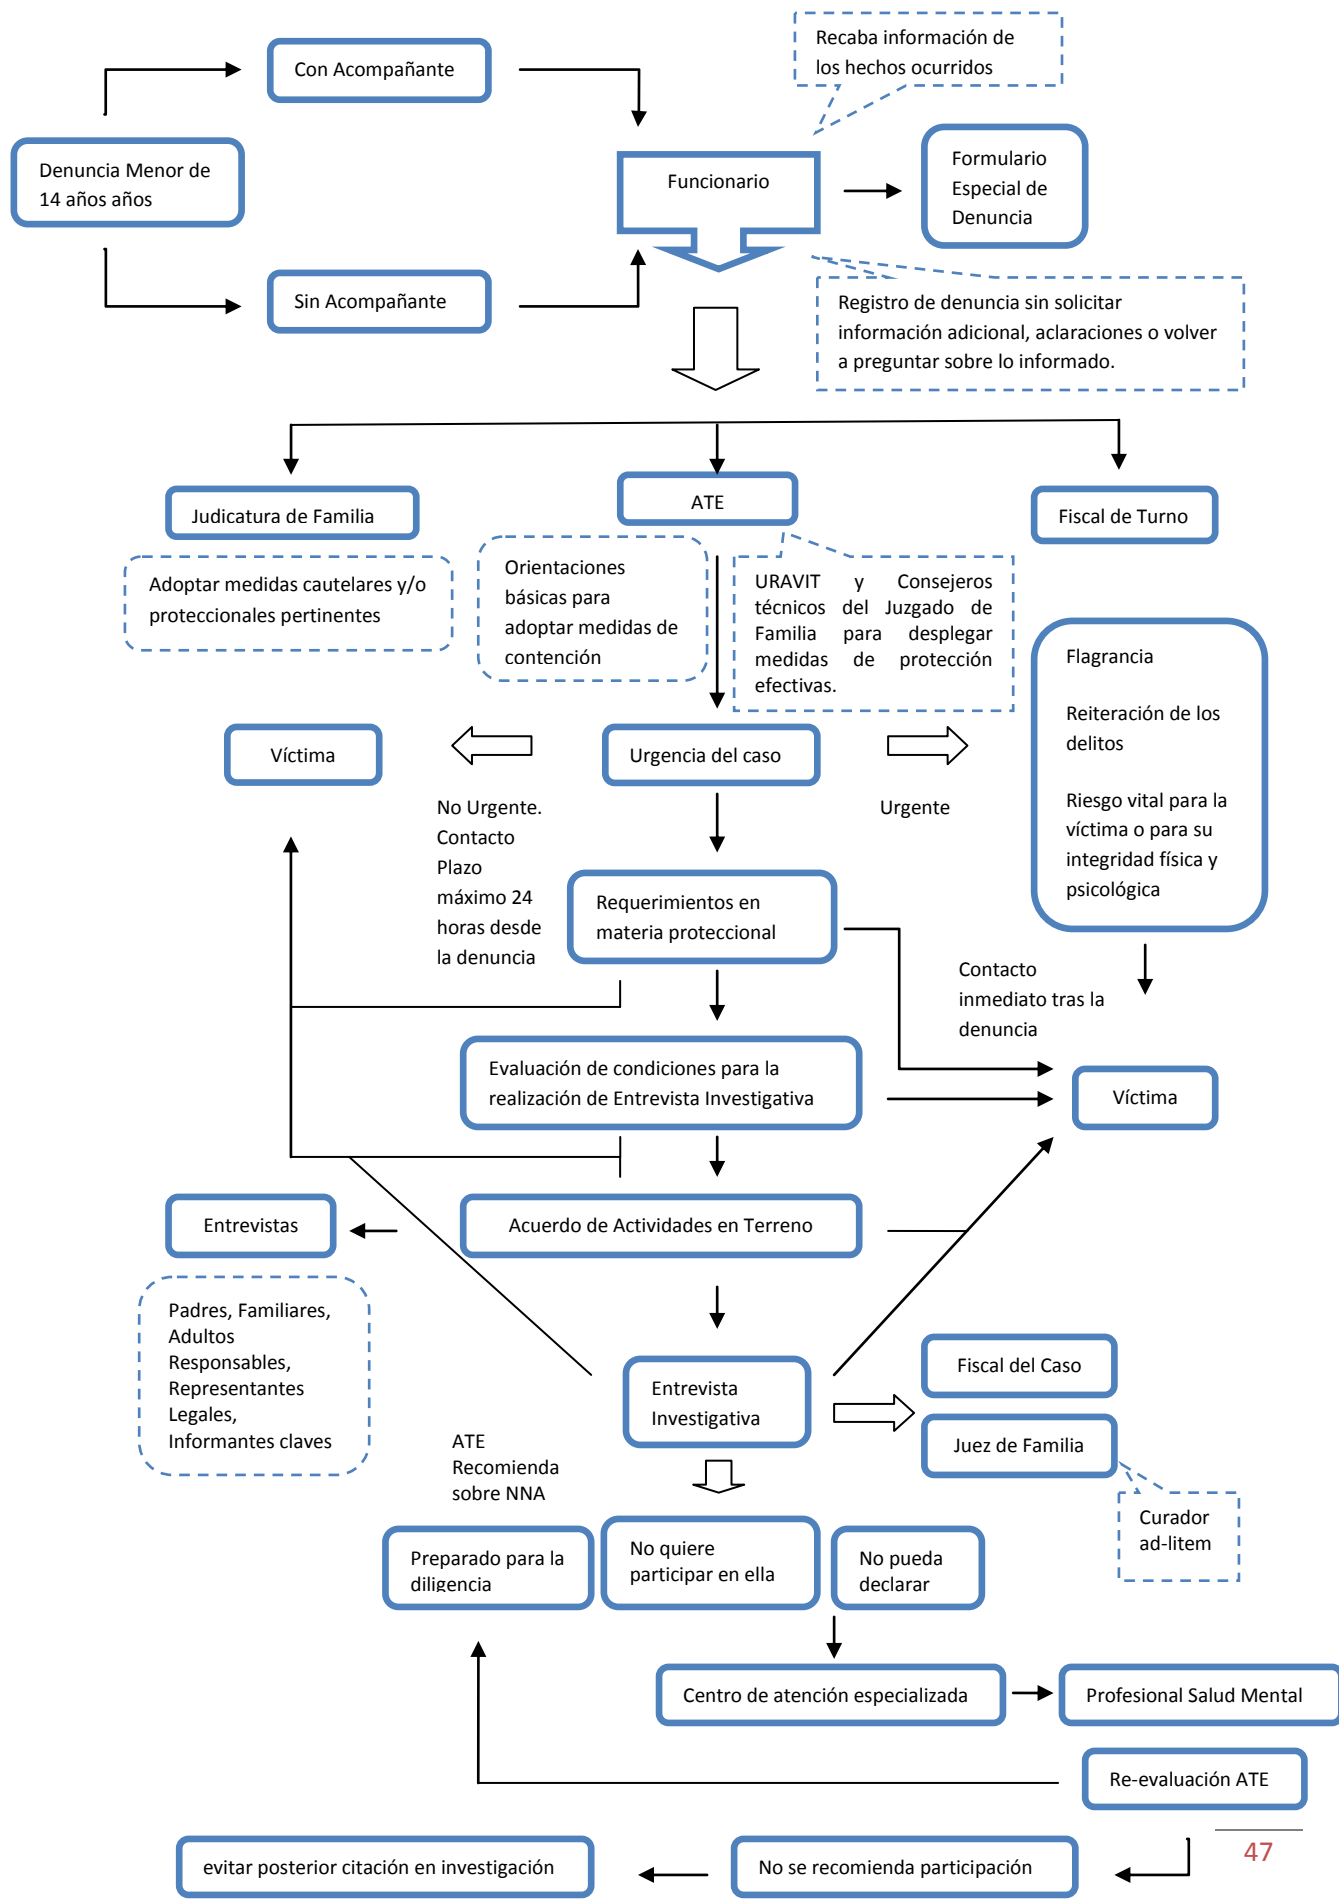 Recaba información de
los hechos ocurridos
Con Acompañante
Denuncia Menor de
14 años años
Funcionario
Formulario
Especial de
Denuncia
Sin Acompañante
Registro de denuncia sin solicitar
información adicional, aclaraciones o volver
a preguntar sobre lo informado.
Judicatura de Familia
ATE
Fiscal de Turno
Adoptar medidas cautelares y/o
proteccionales pertinentes
Orientaciones
básicas para
adoptar medidas de
contención
URAVIT y Consejeros
técnicos del Juzgado de
Familia para desplegar
medidas de protección
efectivas.
Flagrancia
Reiteración de los
delitos
Riesgo vital para la
víctima o para su
integridad física y
psicológica
Víctima
Urgencia del caso
No Urgente.
Contacto
Plazo
máximo 24
horas desde
la denuncia
Urgente
Requerimientos en
materia proteccional
Contacto
inmediato tras la
denuncia
Evaluación de condiciones para la
realización de Entrevista Investigativa
Víctima
Entrevistas
Acuerdo de Actividades en Terreno
Padres, Familiares,
Adultos
Responsables,
Representantes
Legales,
Informantes claves
Entrevista
Investigativa
Fiscal del Caso
Juez de Familia
ATE
Recomienda
sobre NNA
Curador
ad-litem
Preparado para la
diligencia
No quiere
participar en ella
No pueda
declarar
Centro de atención especializada
Profesional Salud Mental
Re-evaluación ATE
47
evitar posterior citación en investigación
No se recomienda participación